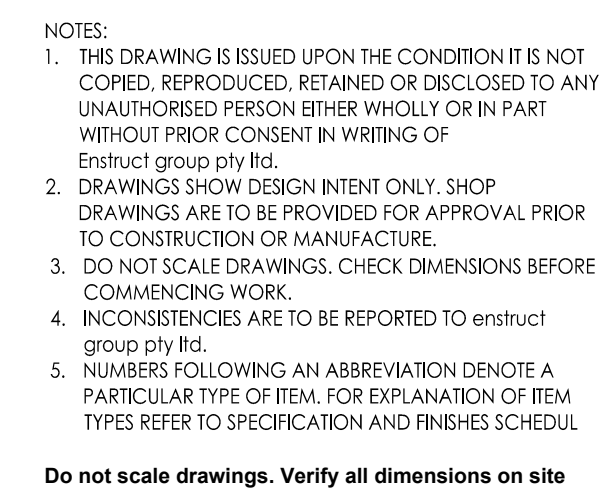 NOTES:
1. THIS DRAWING IS ISSUED UPON THE CONDITION IT IS NOT
COPIED, REPRODUCED, RETAINED OR DISCLOSED TO ANY
UNAUTHORISED PERSON EITHER WHOLLY OR IN PART
WITHOUT PRIOR CONSENT IN WRITING OF
Enstruct group pty ltd.
2. DRAWINGS SHOW DESIGN INTENT ONLY. SHOP
DRAWINGS ARE TO BE PROVIDED FOR APPROVAL PRIOR
TO CONSTRUCTION OR MANUFACTURE.
3. DO NOT SCALE DRAWINGS. CHECK DIMENSIONS BEFORE
COMMENCING WORK.
4. INCONSISTENCIES ARE TO BE REPORTED TO enstruct
group pty ltd.
5. NUMBERS FOLLOWING AN ABBREVIATION DENOTE A
PARTICULAR TYPE OF ITEM. FOR EXPLANATION OF ITEM
TYPES REFER TO SPECIFICATION AND FINISHES SCHEDUL
Do not scale drawings. Verify all dimensions on site